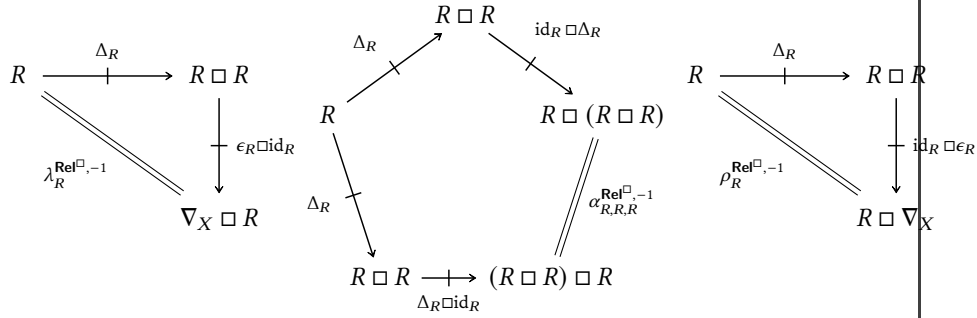 R □ R
Δ_R
id_R □Δ_R
R
Δ_R
R □ R
R
R □ (R □ R)
R
Δ_R
R □ R
λ_R^{Rel^□,-1}
ϵ_R□id_R
Δ_R
α_{R,R,R}^{Rel^□,-1}
ρ_R^{Rel^□,-1}
id_R □ϵ_R
∇_X □ R
R □ ∇_X
R □ R
Δ_R□id_R
(R □ R) □ R